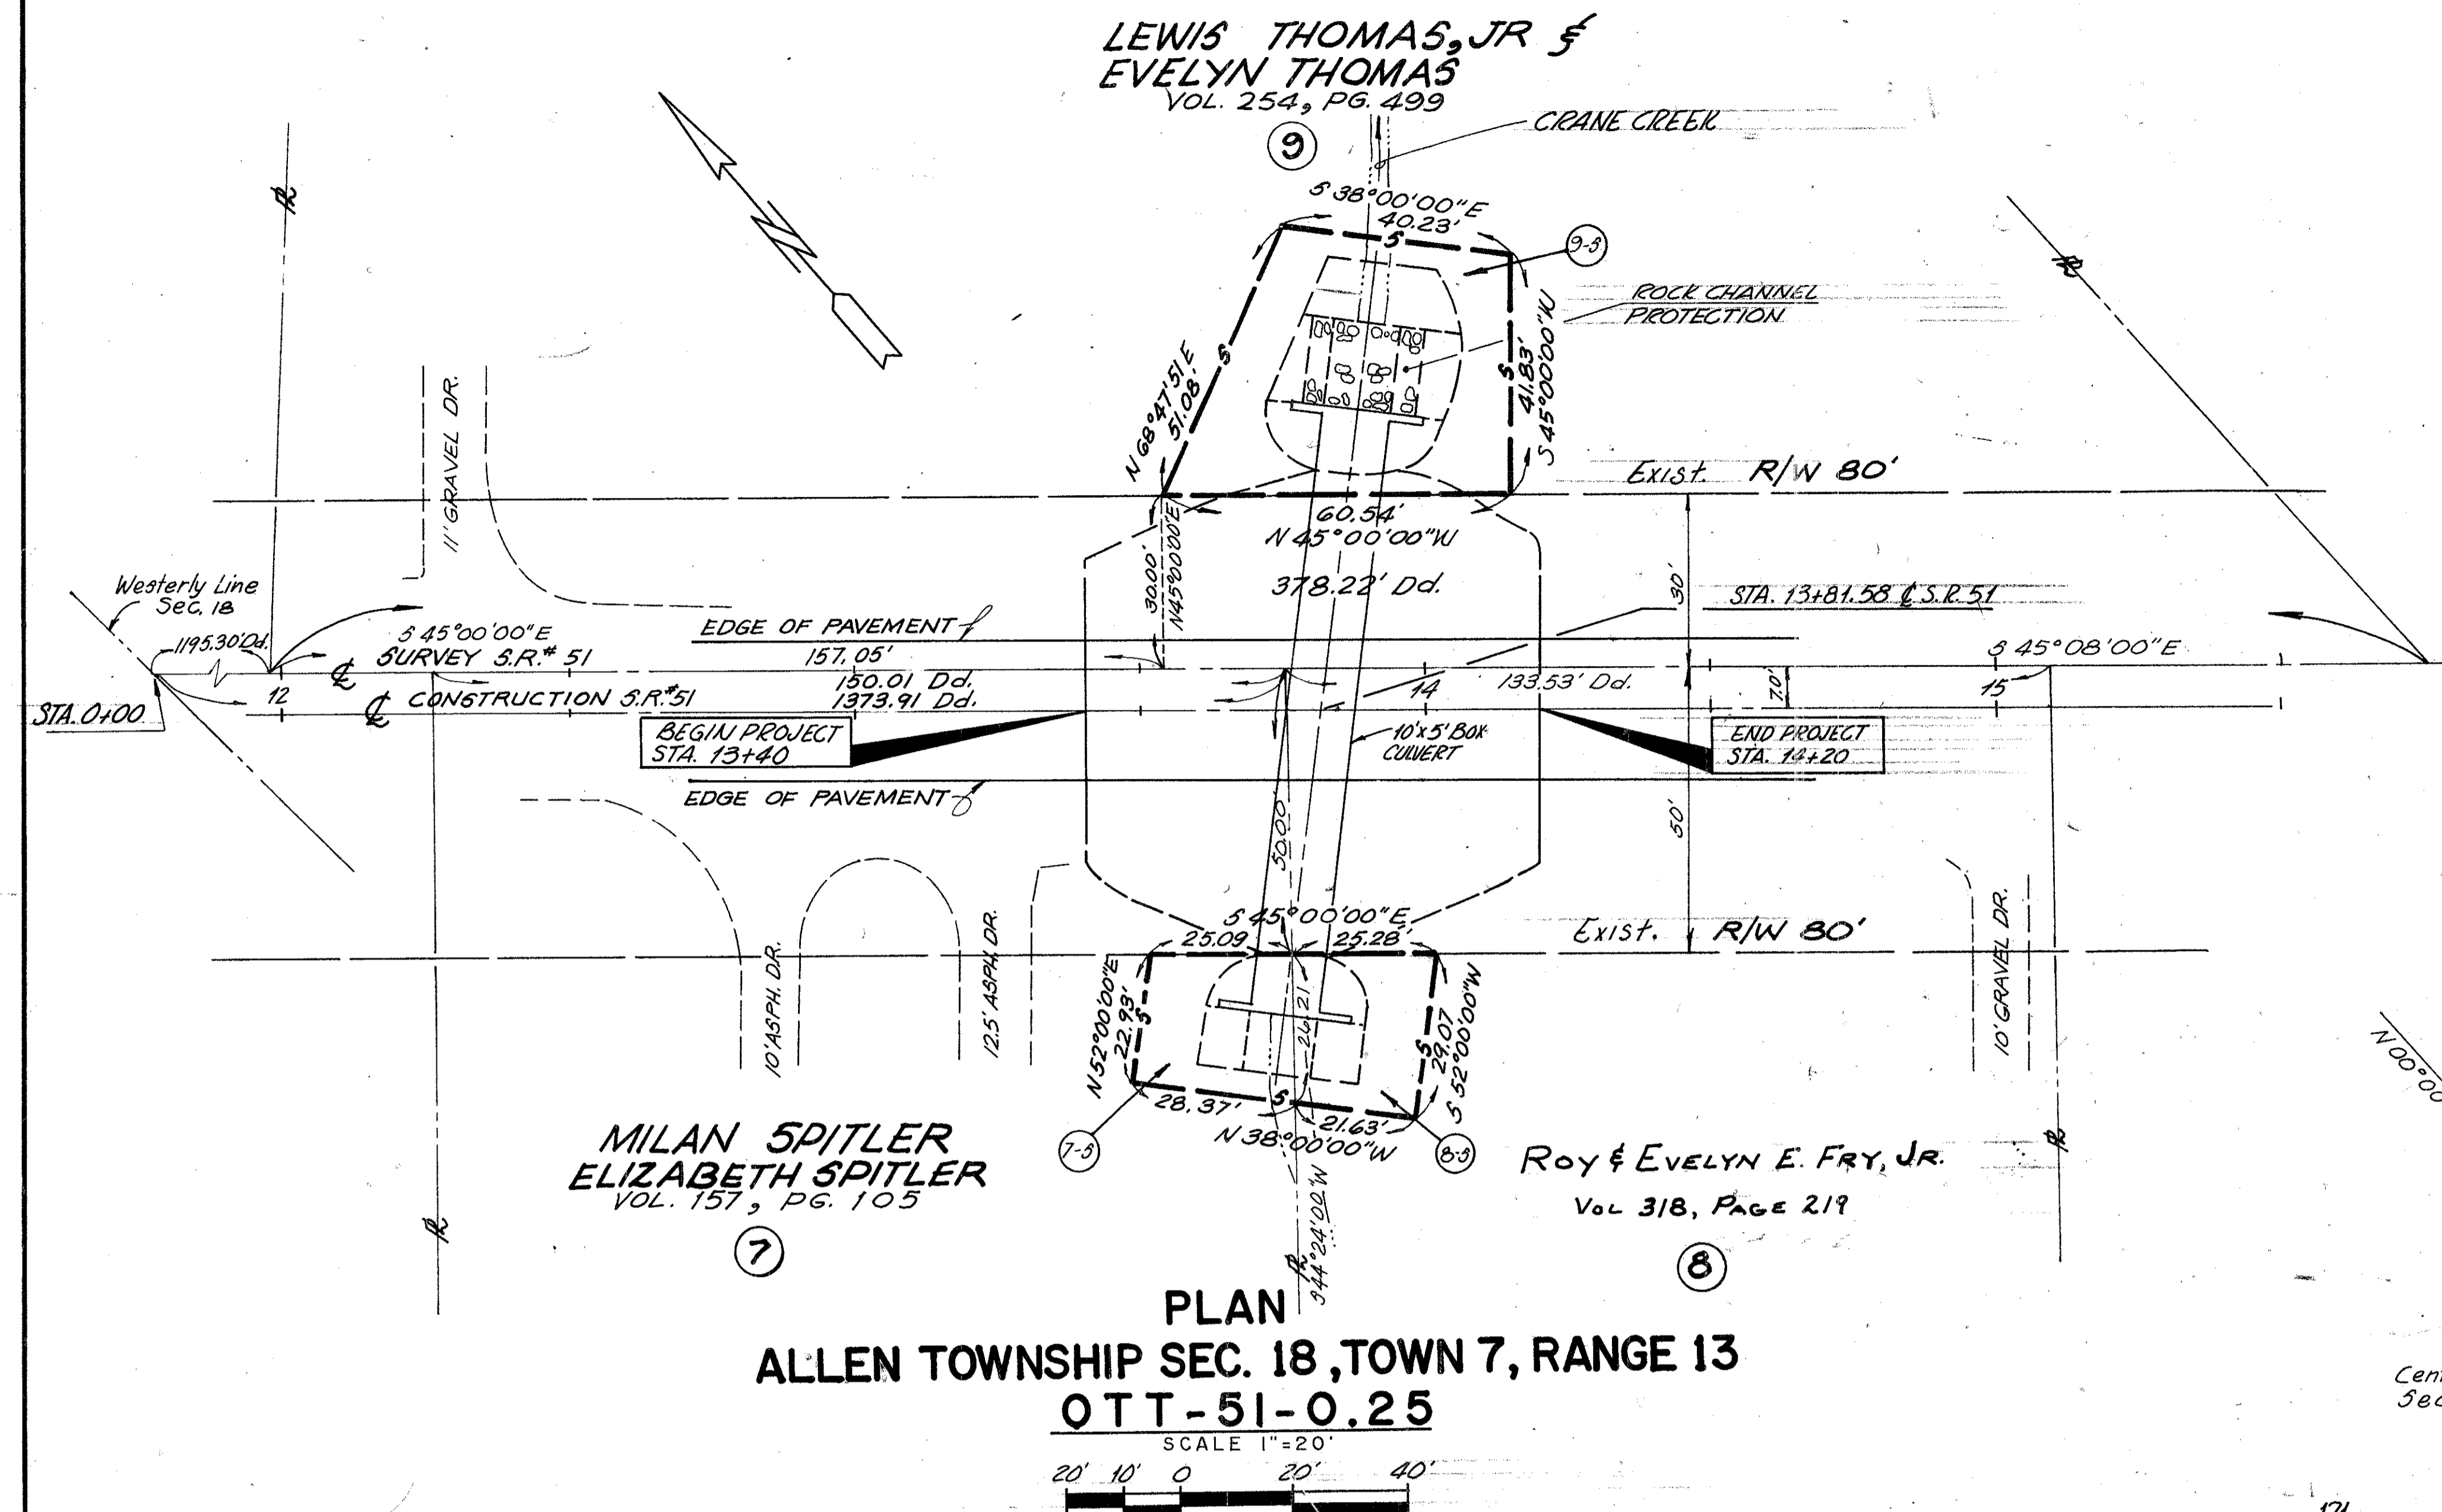 LEWIS THOMAS, JR &
EVELYN THOMAS
VOL. 254, PG. 499
9
CRANE CREEK
S 38°00'00"E
40.23'
9-S
ROCK CHANNEL
PROTECTION
S
S
S
N 68°47'51 E
51.08'
41.83'
S 45°00'00"W
11' GRAVEL DR.
Exist. R/W 80'
60.54'
N 45°00'00"W
30.00'
N45°00'00"E
378.22' Dd.
30'
STA. 13+81.58 ℄ S.R. 51
Westerly Line
Sec. 18
1195.30'Dd.
S 45°00'00"E
℄ SURVEY S.R.# 51
EDGE OF PAVEMENT
157.05'
150.01 Dd.
S 45°08'00"E
12
14
133.53' Dd.
7.0'
15
℄ CONSTRUCTION S.R.#51
1373.91 Dd.
STA. 0+00
BEGIN PROJECT
STA. 13+40
10'x5' BOX
CULVERT
END PROJECT
STA. 14+20
EDGE OF PAVEMENT
50.00
50'
S 45°00'00"E
25.09
25.28'
Exist. R/W 80'
10' ASPH. DR.
12.5' ASPH. DR.
10' GRAVEL DR.
N52°00'00"E
22.93'
S
26.21
S
29.07
S 52°00'00"W
28.37'
S
21.63'
N 38°00'00"W
7-S
8-S
N00°00
MILAN SPITLER
ELIZABETH SPITLER
VOL. 157, PG. 105
7
ROY & EVELYN E. FRY, JR.
VOL 318, PAGE 219
8
S44°24'00"W
PLAN
ALLEN TOWNSHIP SEC. 18, TOWN 7, RANGE 13
OTT-51-0.25
SCALE 1"=20'
20' 10' 0 20' 40'